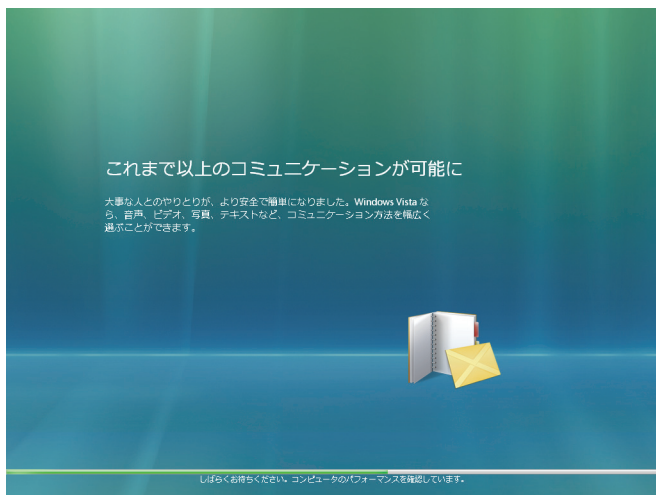 これまで以上のコミュニケーションが可能に
大事な人とのやりとりが、より安全で簡単になりました。Windows Vista な
ら、音声、ビデオ、写真、テキストなど、コミュニケーション方法を幅広く
選ぶことができます。
しばらくお待ちください。コンピュータのパフォーマンスを確認しています。